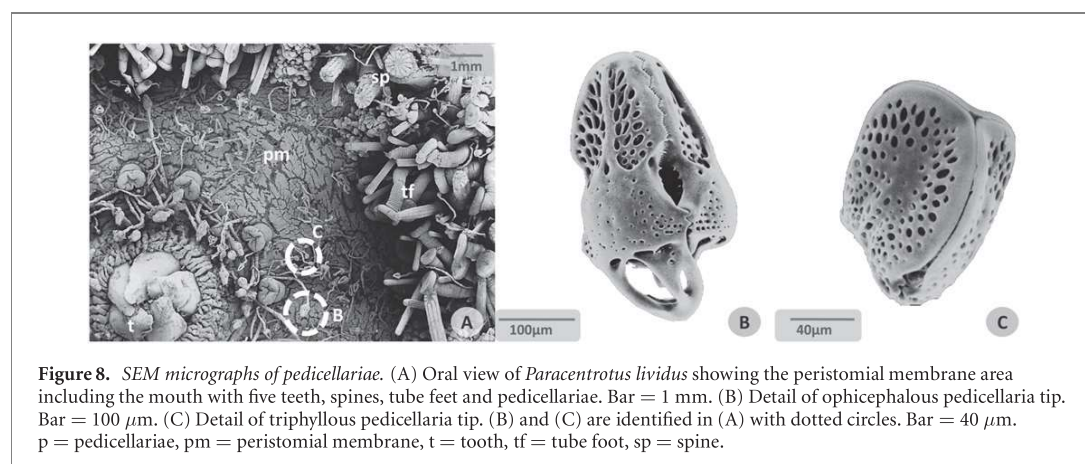 sp
1mm
pm
tf
C
B
t
A
100μm
B
40μm
C
Figure 8. SEM micrographs of pedicellariae. (A) Oral view of Paracentrotus lividus showing the peristomial membrane area
including the mouth with five teeth, spines, tube feet and pedicellariae. Bar = 1 mm. (B) Detail of ophicephalous pedicellaria tip.
Bar = 100 μm. (C) Detail of triphyllous pedicellaria tip. (B) and (C) are identified in (A) with dotted circles. Bar = 40 μm.
p = pedicellariae, pm = peristomial membrane, t = tooth, tf = tube foot, sp = spine.